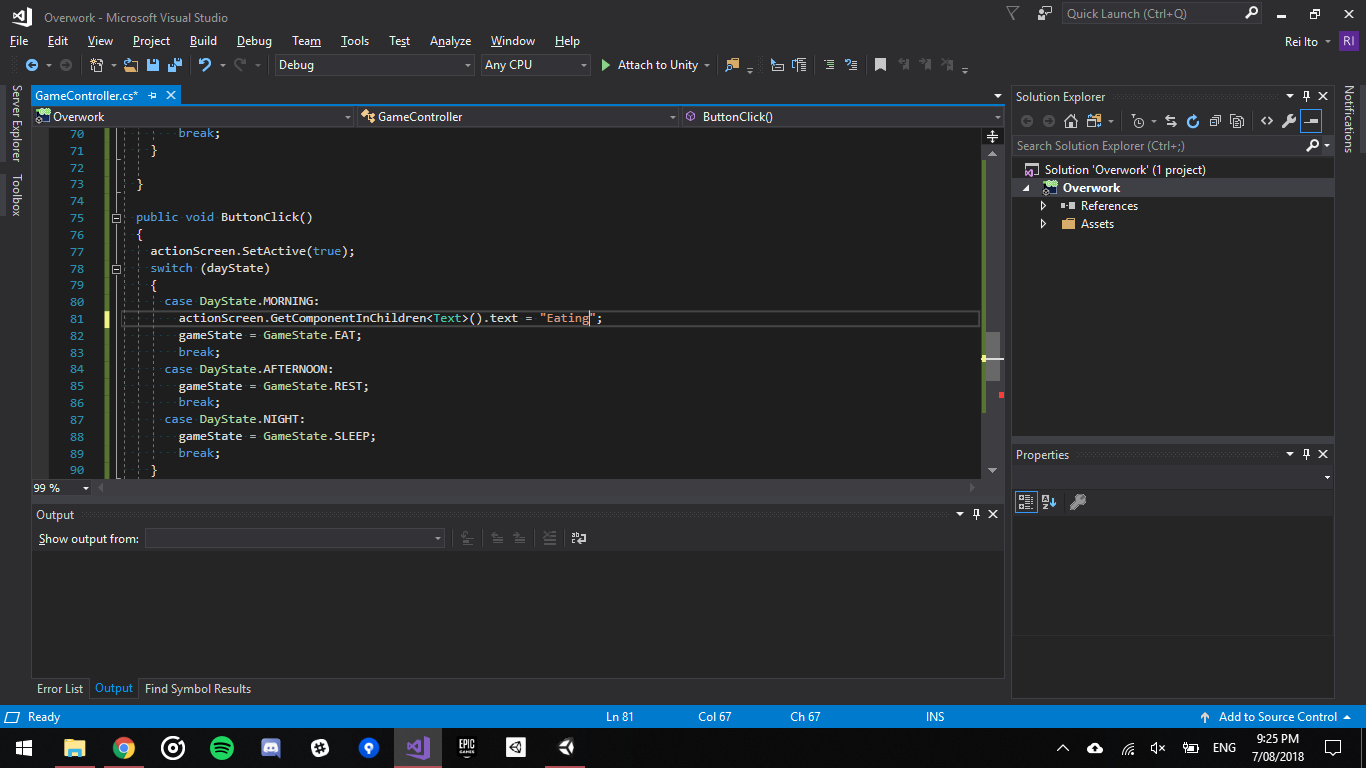 Overwork - Microsoft Visual Studio
Quick Launch (Ctrl+Q)
File Edit View Project Build Debug Team Tools Test Analyze Window Help
Rei Ito RI
Debug Any CPU Attach to Unity
Server Explorer
Toolbox
GameController.cs*
Overwork GameController ButtonClick()
70 break;
71 }
72
73 }
74
75 public void ButtonClick()
76 {
77 actionScreen.SetActive(true);
78 switch (dayState)
79 {
80 case DayState.MORNING:
81 actionScreen.GetComponentInChildren<Text>().text = "Eating";
82 gameState = GameState.EAT;
83 break;
84 case DayState.AFTERNOON:
85 gameState = GameState.REST;
86 break;
87 case DayState.NIGHT:
88 gameState = GameState.SLEEP;
89 break;
90 }
99 %
Output
Show output from:
Error List Output Find Symbol Results
Solution Explorer
Search Solution Explorer (Ctrl+;)
Solution 'Overwork' (1 project)
Overwork
References
Assets
Properties
Notifications
Ready Ln 81 Col 67 Ch 67 INS Add to Source Control
EPIC
GAMES
ENG
9:25 PM
7/08/2018